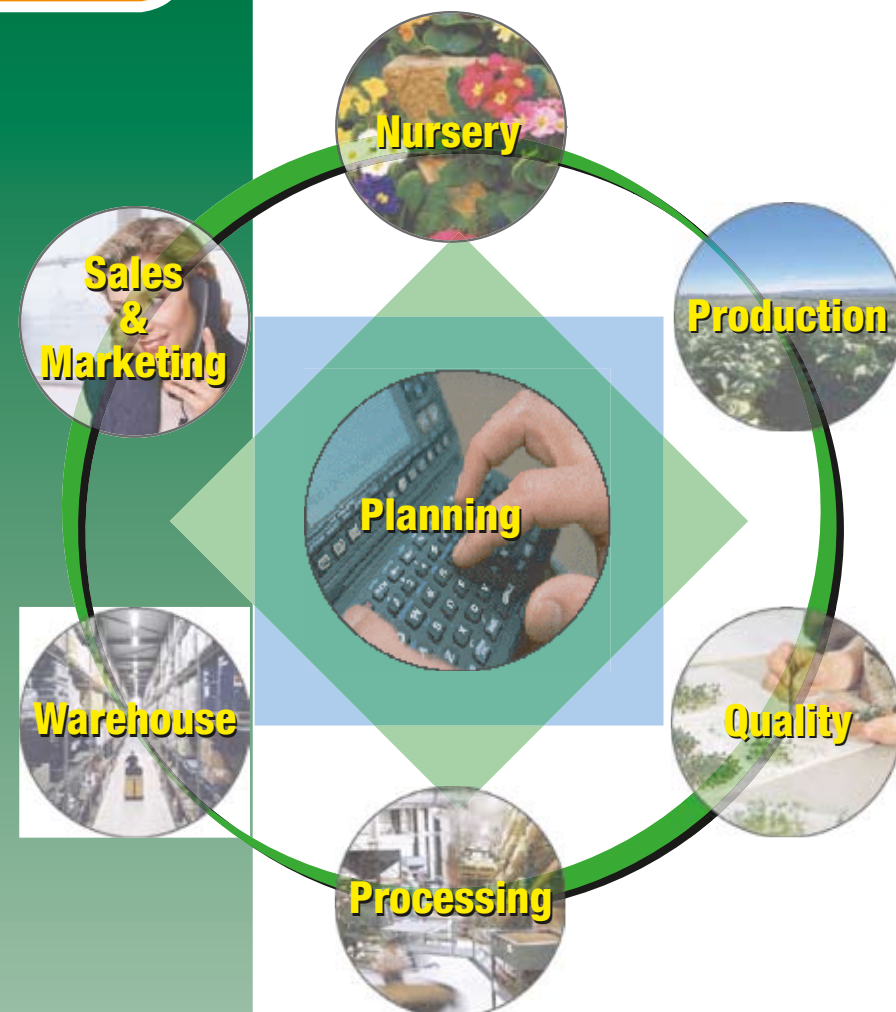 Nursery
Production
Quality
Processing
Warehouse
Sales
&
Marketing
Planning